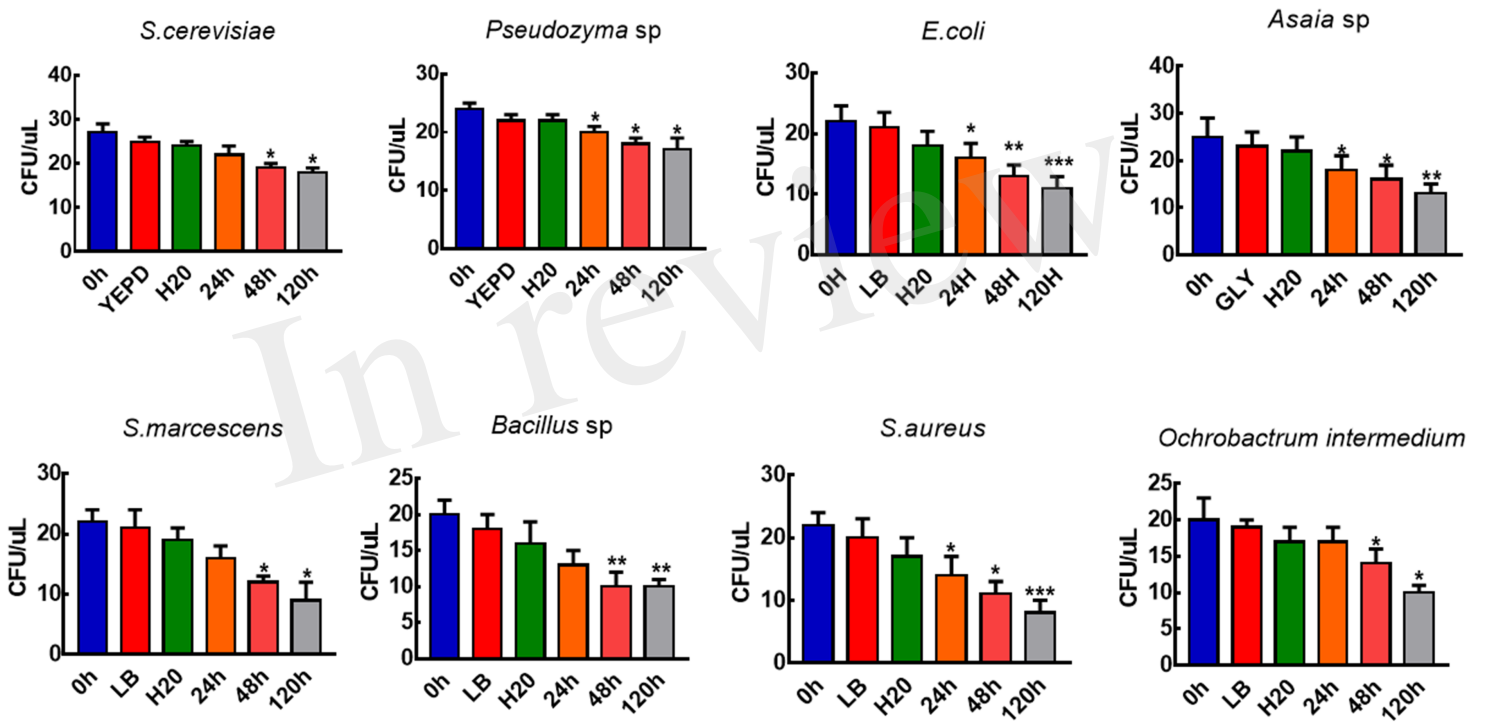 S.cerevisiae
CFU/uL
40
30
20
10
0
* *
0h YEPD H20 24h 48h 120h
Pseudozyma sp
CFU/uL
30
20
10
0
* * *
0h YEPD H20 24h 48h 120h
E.coli
CFU/uL
30
20
10
0
* ** ***
0H LB H20 24H 48H 120H
Asaia sp
CFU/uL
40
30
20
10
0
* * **
0h GLY H20 24h 48h 120h
In review
S.marcescens
CFU/uL
30
20
10
0
* *
0h LB H20 24h 48h 120h
Bacillus sp
CFU/uL
25
20
15
10
5
0
** **
0h LB H20 24h 48h 120h
S.aureus
CFU/uL
30
20
10
0
* * ***
0h LB H20 24h 48h 120h
Ochrobactrum intermedium
CFU/uL
25
20
15
10
5
0
* *
0h LB H20 24h 48h 120h